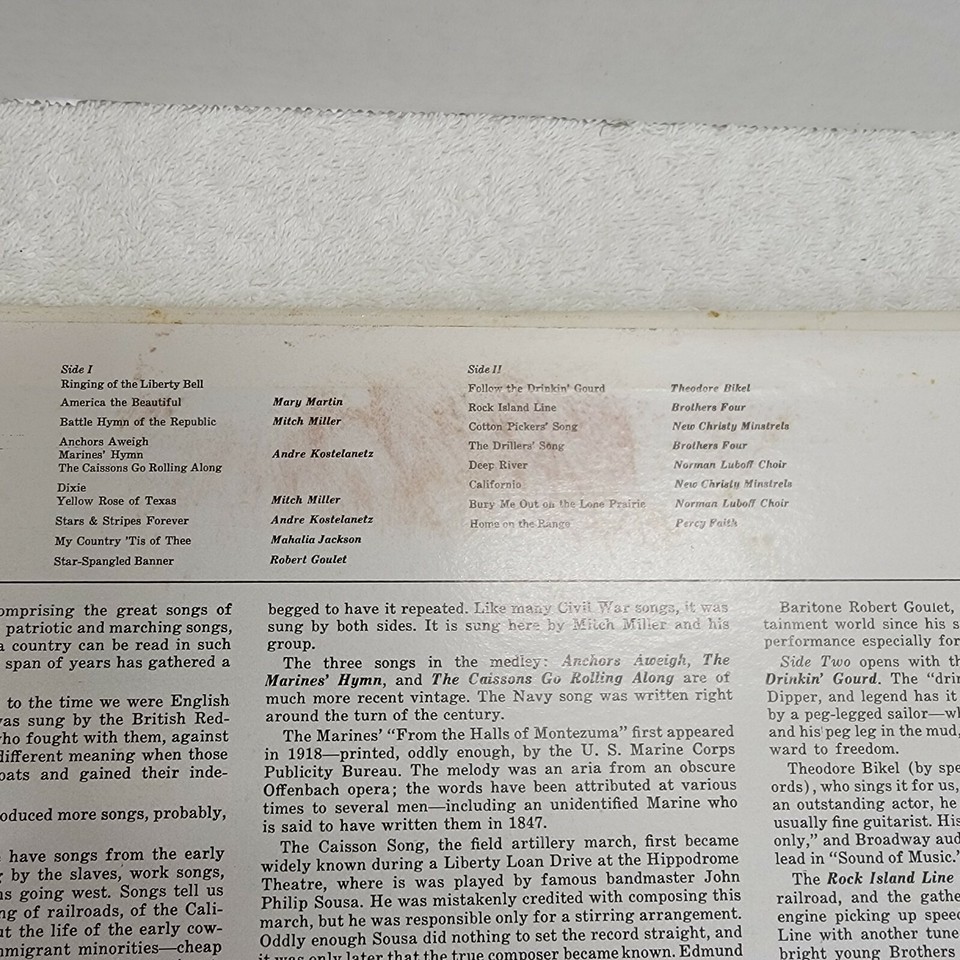 Side I
Ringing of the Liberty Bell
America the Beautiful Mary Martin
Battle Hymn of the Republic Mitch Miller
Anchors Aweigh
Marines' Hymn Andre Kostelanetz
The Caissons Go Rolling Along
Dixie
Yellow Rose of Texas Mitch Miller
Stars & Stripes Forever Andre Kostelanetz
My Country 'Tis of Thee Mahalia Jackson
Star-Spangled Banner Robert Goulet
Side II
Follow the Drinkin' Gourd Theodore Bikel
Rock Island Line Brothers Four
Cotton Pickers' Song New Christy Minstrels
The Drillers' Song Brothers Four
Deep River Norman Luboff Choir
Californio New Christy Minstrels
Bury Me Out on the Lone Prairie Norman Luboff Choir
Home on the Range Percy Faith
omprising the great songs of
patriotic and marching songs,
a country can be read in such
span of years has gathered a
to the time we were English
was sung by the British Red-
who fought with them, against
different meaning when those
oats and gained their inde-
oduced more songs, probably,
have songs from the early
by the slaves, work songs,
ns going west. Songs tell us
ng of railroads, of the Cali-
ut the life of the early cow-
mmigrant minorities—cheap
begged to have it repeated. Like many Civil War songs, it was
sung by both sides. It is sung here by Mitch Miller and his
group.
The three songs in the medley: Anchors Aweigh, The
Marines' Hymn, and The Caissons Go Rolling Along are of
much more recent vintage. The Navy song was written right
around the turn of the century.
The Marines' “From the Halls of Montezuma” first appeared
in 1918—printed, oddly enough, by the U. S. Marine Corps
Publicity Bureau. The melody was an aria from an obscure
Offenbach opera; the words have been attributed at various
times to several men—including an unidentified Marine who
is said to have written them in 1847.
The Caisson Song, the field artillery march, first became
widely known during a Liberty Loan Drive at the Hippodrome
Theatre, where is was played by famous bandmaster John
Philip Sousa. He was mistakenly credited with composing this
march, but he was responsible only for a stirring arrangement.
Oddly enough Sousa did nothing to set the record straight, and
it was only later that the true composer became known. Edmund
Baritone Robert Goulet,
tainment world since his s
performance especially for
Side Two opens with th
Drinkin' Gourd. The “drin
Dipper, and legend has it
by a peg-legged sailor—wh
and his peg leg in the mud,
ward to freedom.
Theodore Bikel (by spe
ords), who sings it for us,
an outstanding actor, he
usually fine guitarist. His
only,” and Broadway aud
lead in “Sound of Music.”
The Rock Island Line
railroad, and the gathe
engine picking up speed
Line with another tune
bright young Brothers